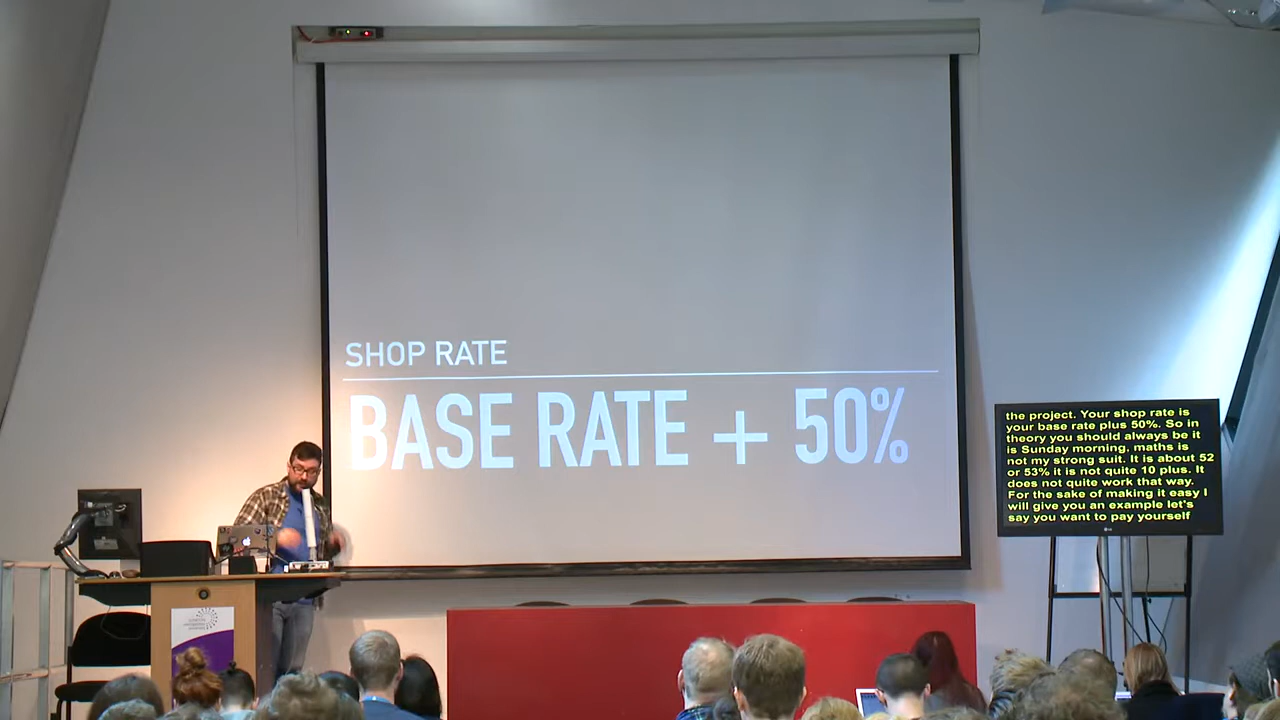 SHOP RATE
BASE RATE + 50%
the project. Your shop rate is
your base rate plus 50%. So in
theory you should always be it
is Sunday morning, maths is
not my strong suit. It is about 52
or 53% it is not quite 10 plus. It
does not quite work that way.
For the sake of making it easy I
will give you an example let's
say you want to pay yourself